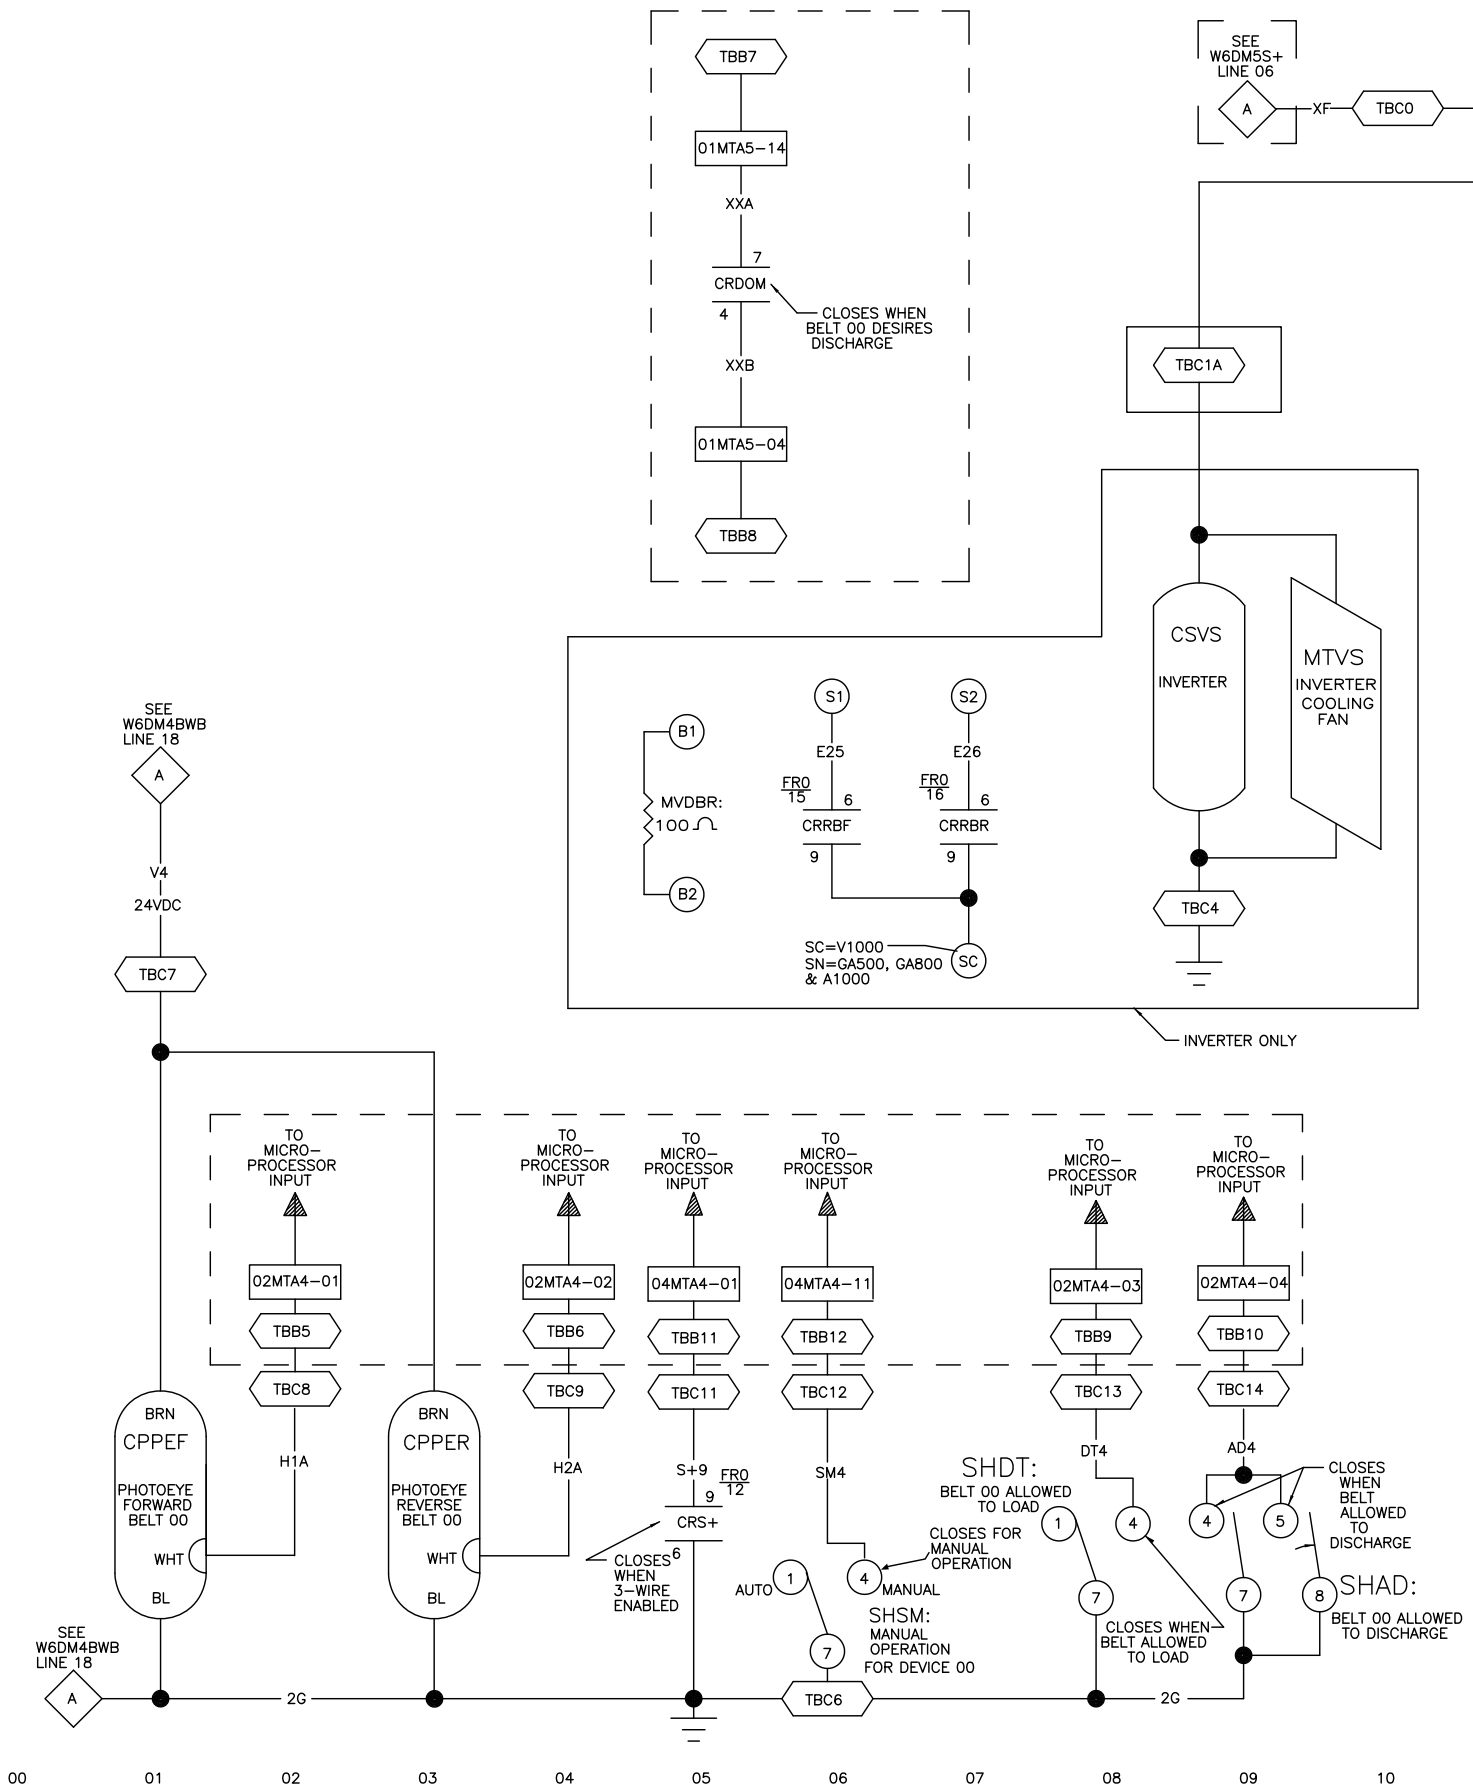 TBB7
01MTA5-14
XXA
7
CRDOM
4
CLOSES WHEN
BELT 00 DESIRES
DISCHARGE
XXB
01MTA5-04
TBB8
SEE
W6DM5S+
LINE 06
A
XF
TBC0
TBC1A
CSVS
INVERTER
MTVS
INVERTER
COOLING
FAN
TBC4
B1
MVDBR:
100
B2
S1
E25
FRO
15
6
CRRBF
9
S2
E26
FRO
16
6
CRRBR
9
SC=V1000
SN=GA500, GA800
& A1000
SC
INVERTER ONLY
SEE
W6DM4BWB
LINE 18
A
V4
24VDC
TBC7
TO
MICRO-
PROCESSOR
INPUT
02MTA4-01
TBB5
TBC8
H1A
TO
MICRO-
PROCESSOR
INPUT
02MTA4-02
TBB6
TBC9
H2A
TO
MICRO-
PROCESSOR
INPUT
04MTA4-01
TBB11
TBC11
S+9
FRO
12
9
CRS+
6
CLOSES
WHEN
3-WIRE
ENABLED
TO
MICRO-
PROCESSOR
INPUT
04MTA4-11
TBB12
TBC12
SM4
CLOSES FOR
MANUAL
OPERATION
AUTO
1
4
MANUAL
SHSM:
MANUAL
OPERATION
FOR DEVICE 00
7
TBC6
TO
MICRO-
PROCESSOR
INPUT
02MTA4-03
TBB9
TBC13
DT4
SHDT:
BELT 00 ALLOWED
TO LOAD
1
4
7
CLOSES WHEN
BELT ALLOWED
TO LOAD
TO
MICRO-
PROCESSOR
INPUT
02MTA4-04
TBB10
TBC14
AD4
CLOSES
WHEN
BELT
ALLOWED
TO
DISCHARGE
4
5
7
8
SHAD:
BELT 00 ALLOWED
TO DISCHARGE
BRN
CPPEF
PHOTOEYE
FORWARD
BELT 00
WHT
BL
BRN
CPPER
PHOTOEYE
REVERSE
BELT 00
WHT
BL
SEE
W6DM4BWB
LINE 18
A
2G
2G
00 01 02 03 04 05 06 07 08 09 10